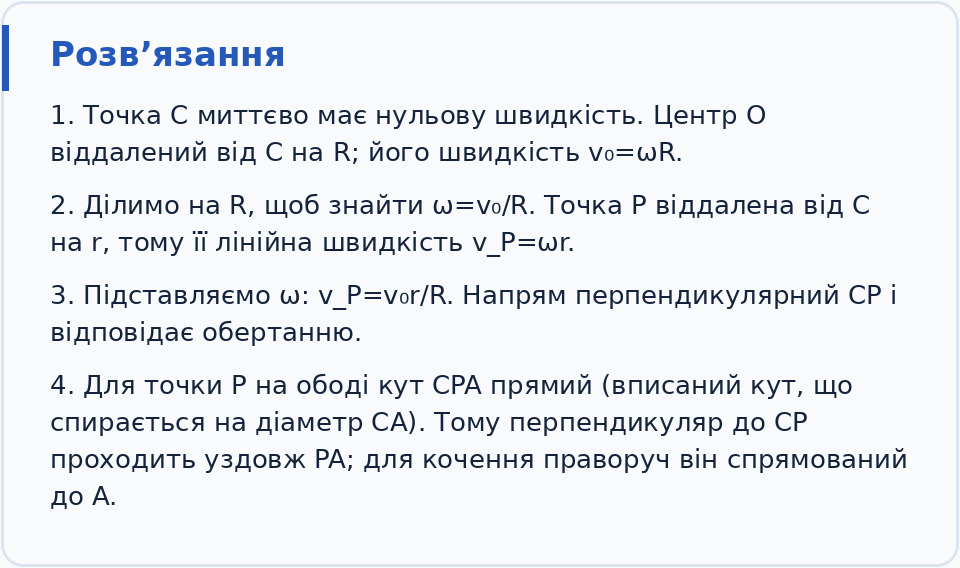 Розв’язання
1. Точка C миттєво має нульову швидкість. Центр O
віддалений від C на R; його швидкість v₀=ωR.
2. Ділимо на R, щоб знайти ω=v₀/R. Точка P віддалена від C
на r, тому її лінійна швидкість v_P=ωr.
3. Підставляємо ω: v_P=v₀r/R. Напрям перпендикулярний CP і
відповідає обертанню.
4. Для точки P на ободі кут CPA прямий (вписаний кут, що
спирається на діаметр CA). Тому перпендикуляр до CP
проходить уздовж PA; для кочення праворуч він спрямований
до A.